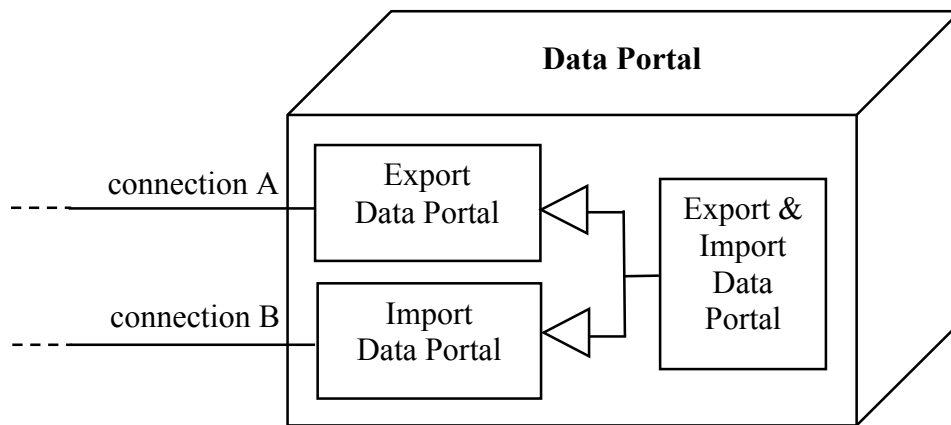 Data Portal
connection A
Export
Data Portal
Export &
Import
Data
Portal
connection B
Import
Data Portal